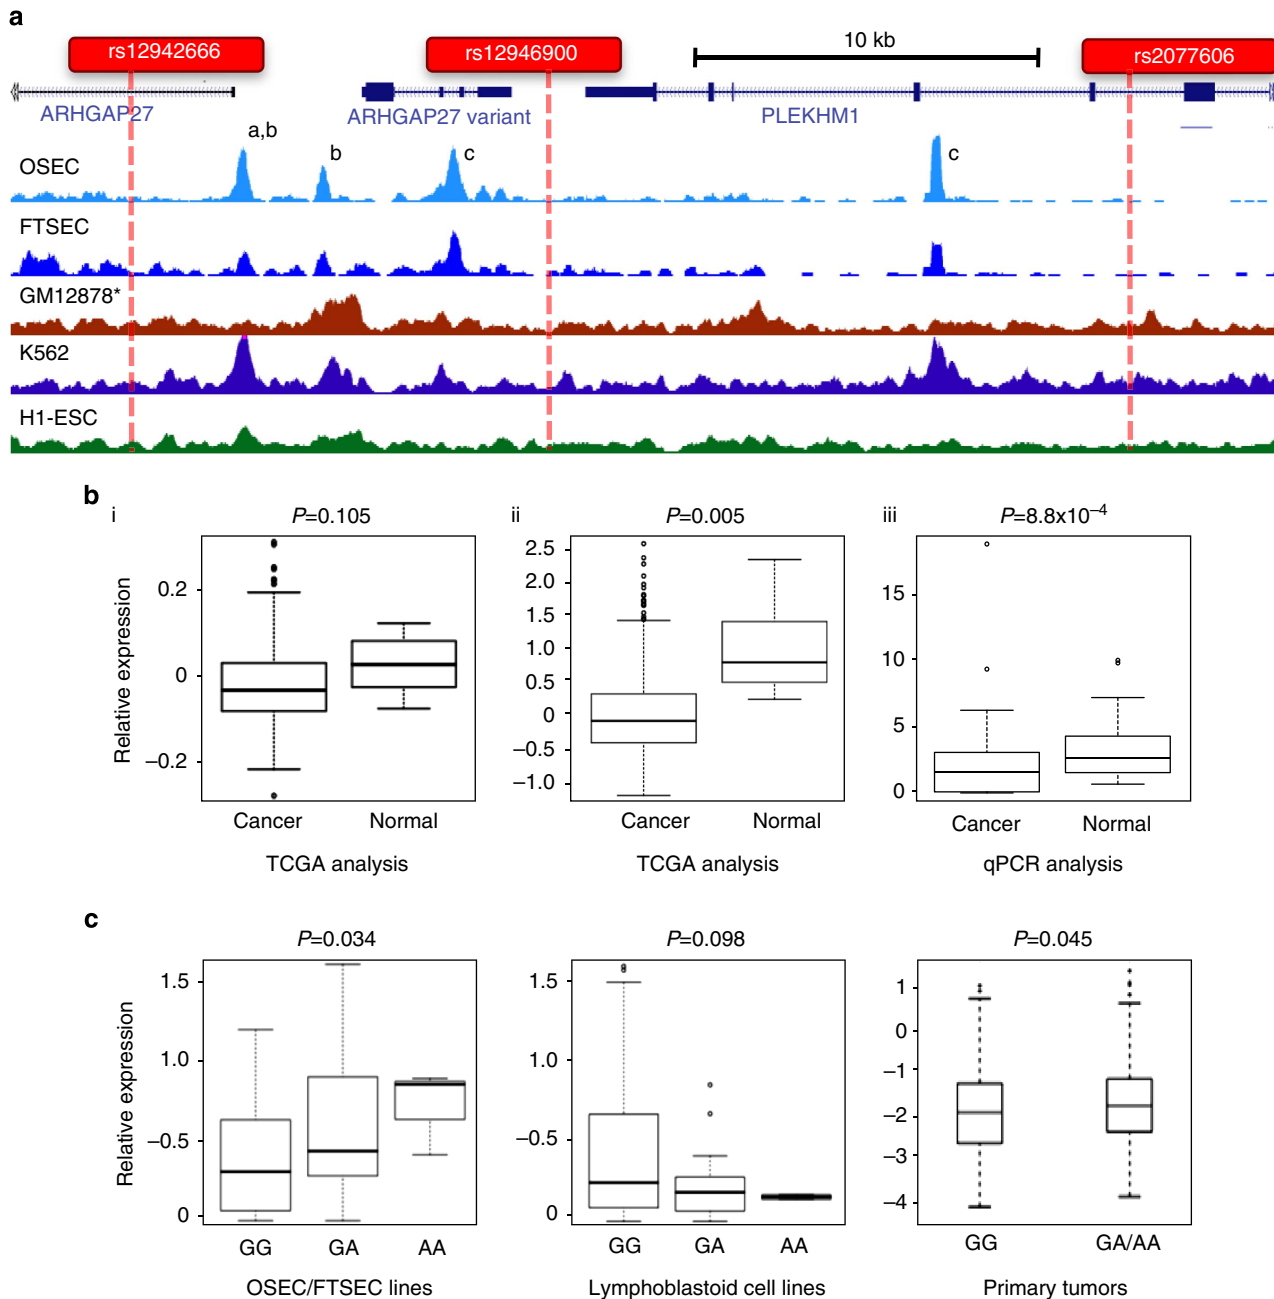 a
rs12942666
rs12946900
10 kb
rs2077606
ARHGAP27
ARHGAP27 variant
PLEKHM1
a,b
b
c
c
OSEC
FTSEC
GM12878*
K562
H1-ESC
b
i
P=0.105
ii
P=0.005
iii
P=8.8x10−4
Relative expression
0.2
0
−0.2
2.5
2.0
1.5
1.0
0.5
0
−0.5
−1.0
15
10
5
0
Cancer
Normal
Cancer
Normal
Cancer
Normal
TCGA analysis
TCGA analysis
qPCR analysis
c
P=0.034
P=0.098
P=0.045
Relative expression
1.5
1.0
−0.5
0
1.5
1.0
−0.5
0
1
0
−1
−2
−3
−4
GG
GA
AA
GG
GA
AA
GG
GA/AA
OSEC/FTSEC lines
Lymphoblastoid cell lines
Primary tumors